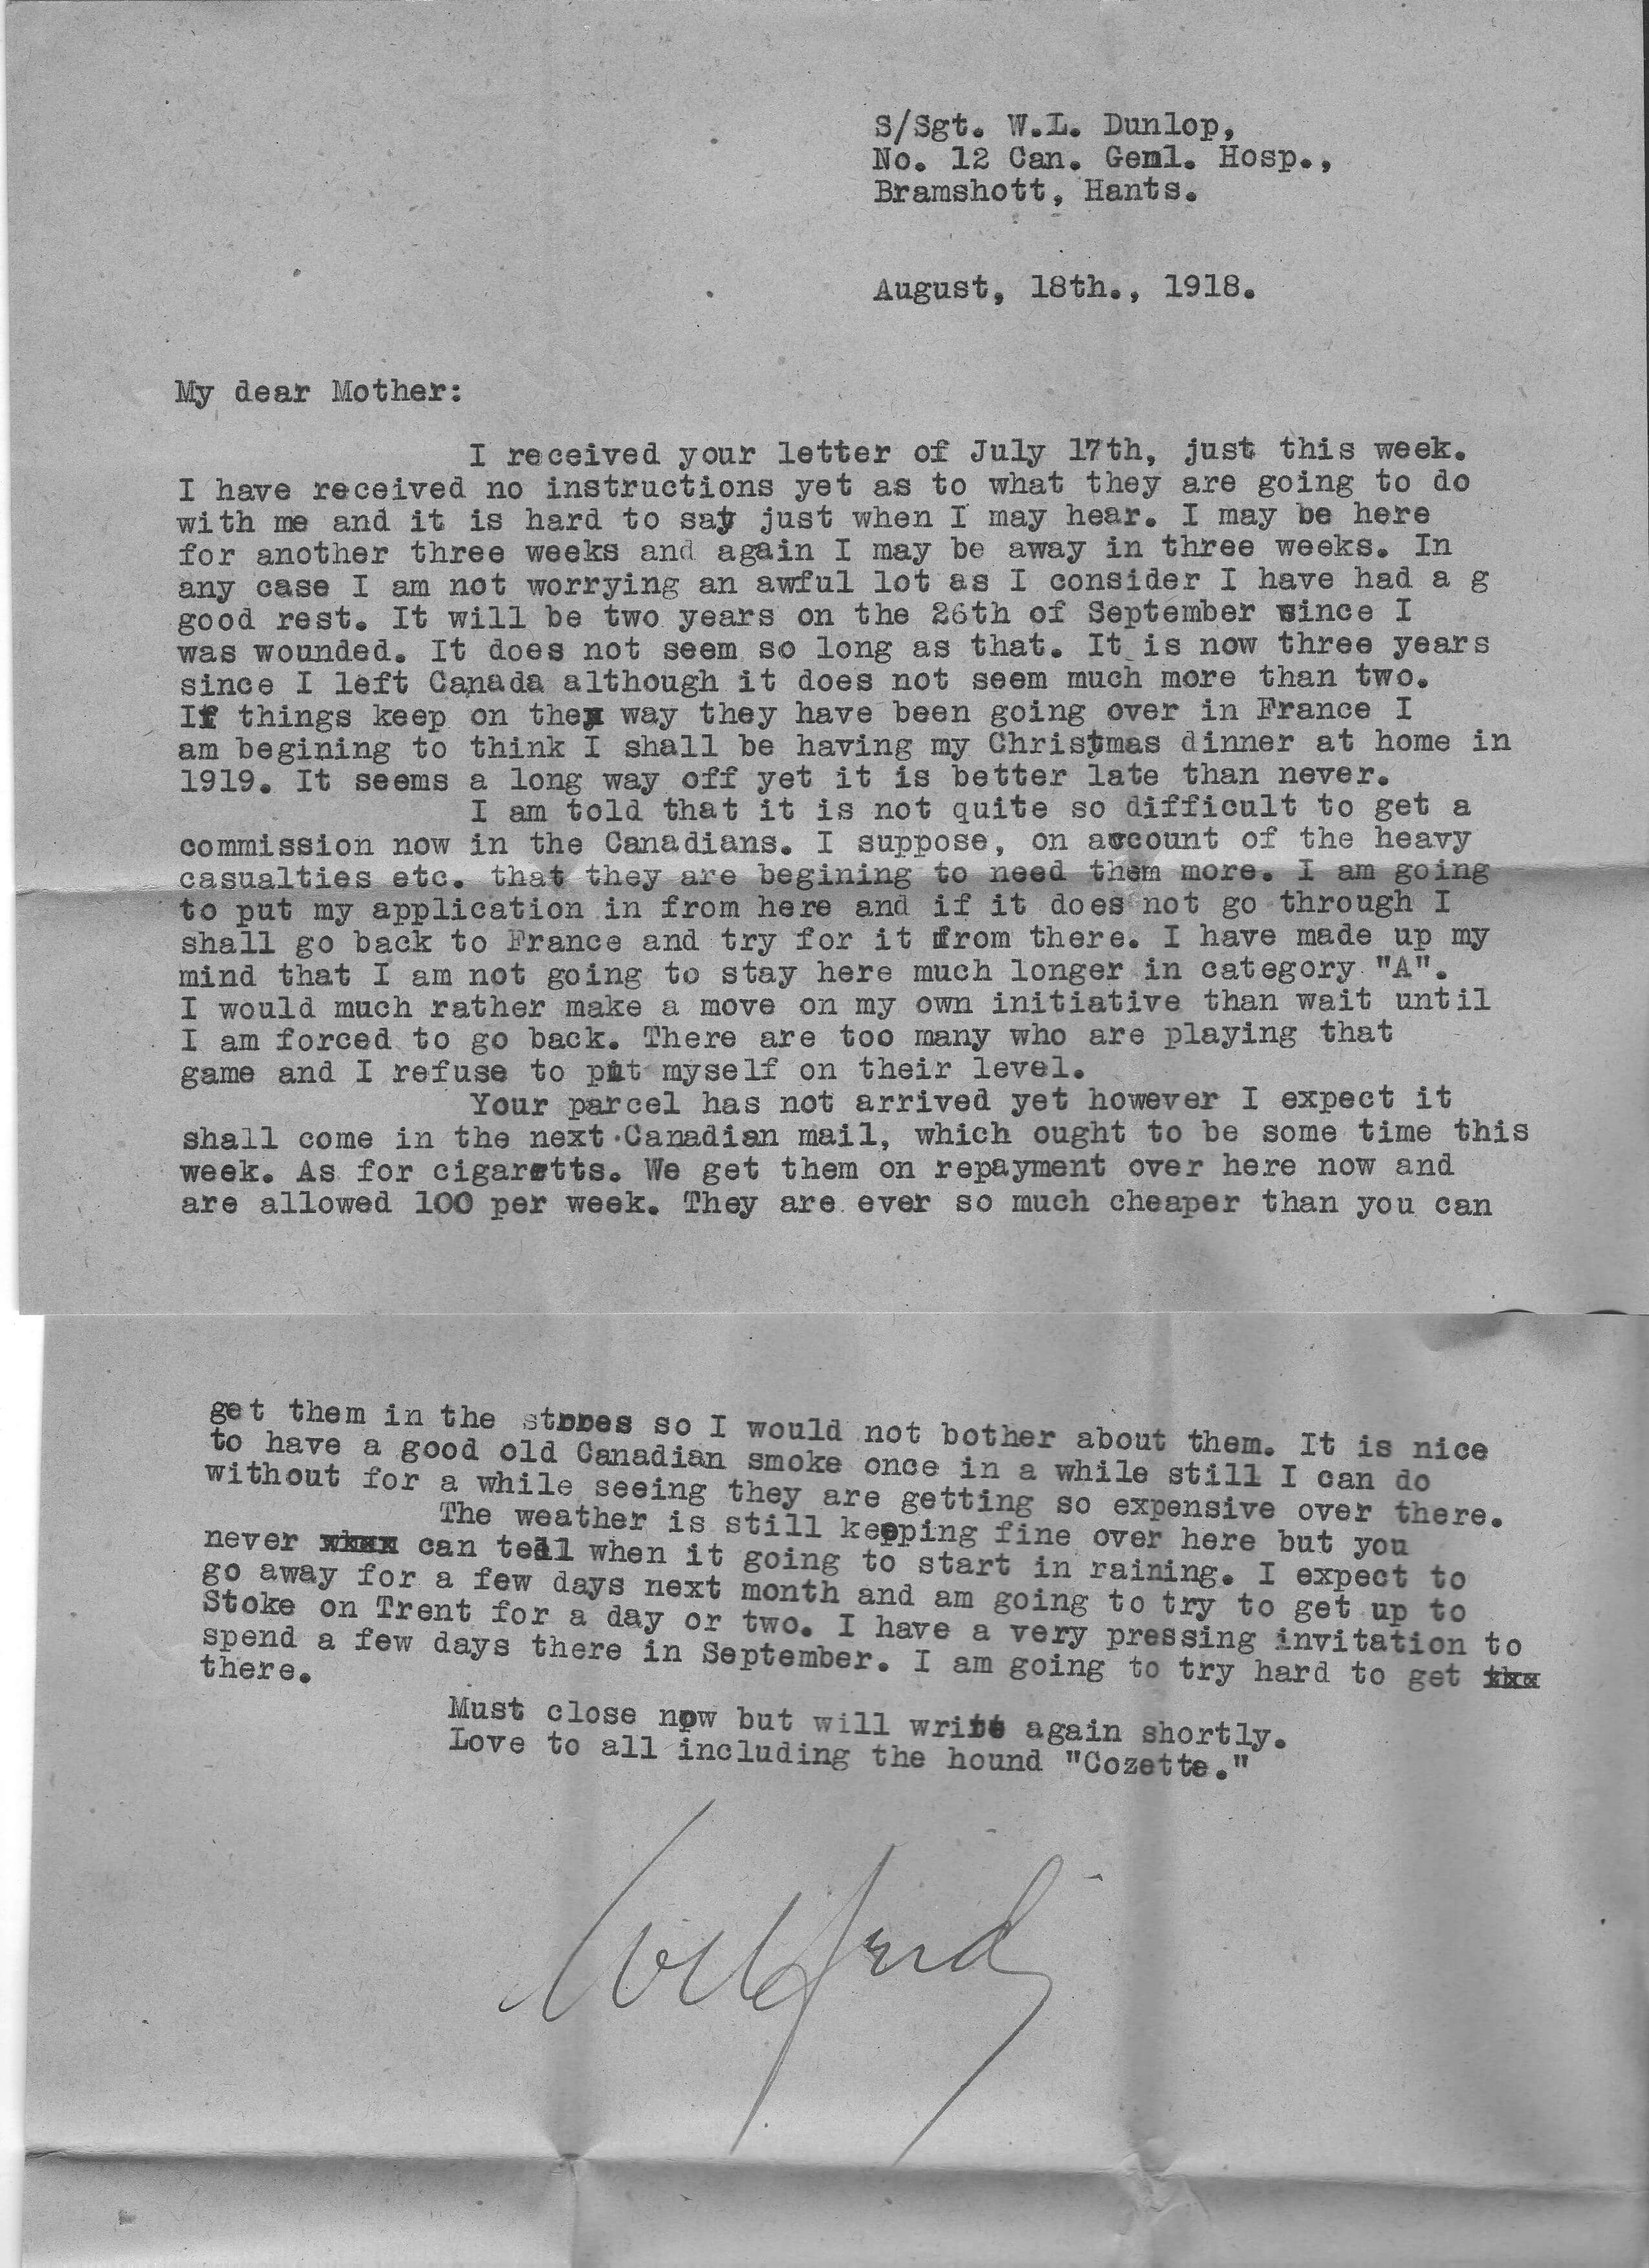 S/Sgt. W.L. Dunlop,
No. 12 Can. Genl. Hosp.,
Bramshott, Hants.
August, 18th., 1918.
My dear Mother:
I received your letter of July 17th, just this week.
I have received no instructions yet as to what they are going to do
with me and it is hard to say just when I may hear. I may be here
for another three weeks and again I may be away in three weeks. In
any case I am not worrying an awful lot as I consider I have had a g
good rest. It will be two years on the 26th of September since I
was wounded. It does not seem so long as that. It is now three years
since I left Canada although it does not seem much more than two.
If things keep on the way they have been going over in France I
am begining to think I shall be having my Christmas dinner at home in
1919. It seems a long way off yet it is better late than never.
I am told that it is not quite so difficult to get a
commission now in the Canadians. I suppose, on account of the heavy
casualties etc. that they are begining to need them more. I am going
to put my application in from here and if it does not go through I
shall go back to France and try for it from there. I have made up my
mind that I am not going to stay here much longer in category "A".
I would much rather make a move on my own initiative than wait until
I am forced to go back. There are too many who are playing that
game and I refuse to put myself on their level.
Your parcel has not arrived yet however I expect it
shall come in the next Canadian mail, which ought to be some time this
week. As for cigaretts. We get them on repayment over here now and
are allowed 100 per week. They are ever so much cheaper than you can
get them in the stores so I would not bother about them. It is nice
to have a good old Canadian smoke once in a while still I can do
without for a while seeing they are getting so expensive over there.
The weather is still keeping fine over here but you
never can tell when it going to start in raining. I expect to
go away for a few days next month and am going to try to get up to
Stoke on Trent for a day or two. I have a very pressing invitation to
spend a few days there in September. I am going to try hard to get
there.
Must close now but will write again shortly.
Love to all including the hound "Cozette."
Wilfrid